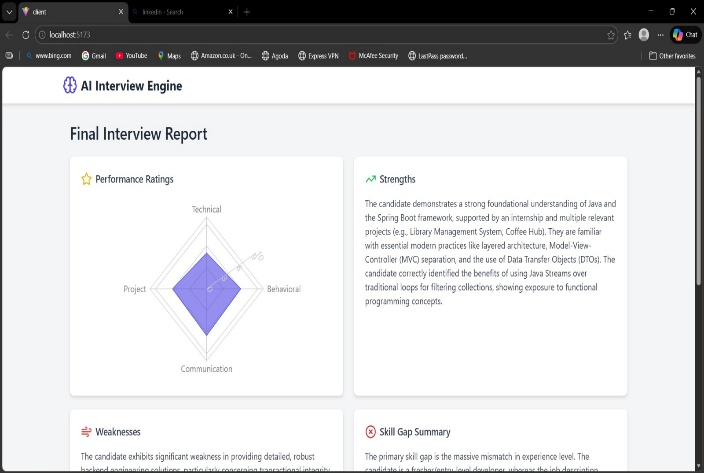 client
linkedin - Search
localhost:5173
Chat
www.bing.com Gmail YouTube Maps Amazon.co.uk - On... Agoda Express VPN McAfee Security LastPass password... Other favorites
AI Interview Engine
Final Interview Report
Performance Ratings
Technical
Project
Behavioral
Communication
Strengths
The candidate demonstrates a strong foundational understanding of Java and
the Spring Boot framework, supported by an internship and multiple relevant
projects (e.g., Library Management System, Coffee Hub). They are familiar
with essential modern practices like layered architecture, Model-View-
Controller (MVC) separation, and the use of Data Transfer Objects (DTOs). The
candidate correctly identified the benefits of using Java Streams over
traditional loops for filtering collections, showing exposure to functional
programming concepts.
Weaknesses
The candidate exhibits significant weakness in providing detailed, robust
backend engineering solutions, particularly concerning transactional integrity
Skill Gap Summary
The primary skill gap is the massive mismatch in experience level. The
candidate is a fresher/entry-level developer, whereas the job description